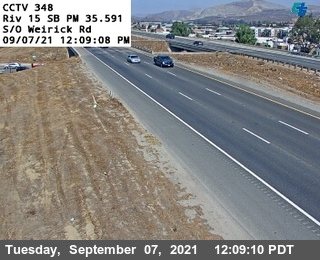 CCTV 348
Riv 15 SB PM 35.591
S/O Weirick Rd
09/07/21 12:09:08 PM
Tuesday, September 07, 2021 12:09:10 PDT